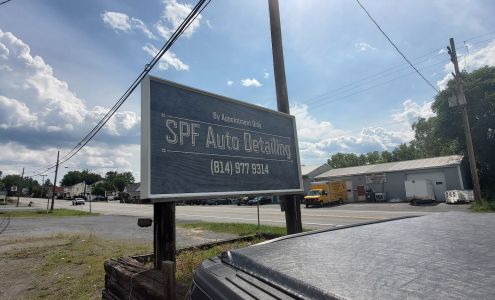 By Appointment Only
SPF Auto Detailing
(814) 977 9314